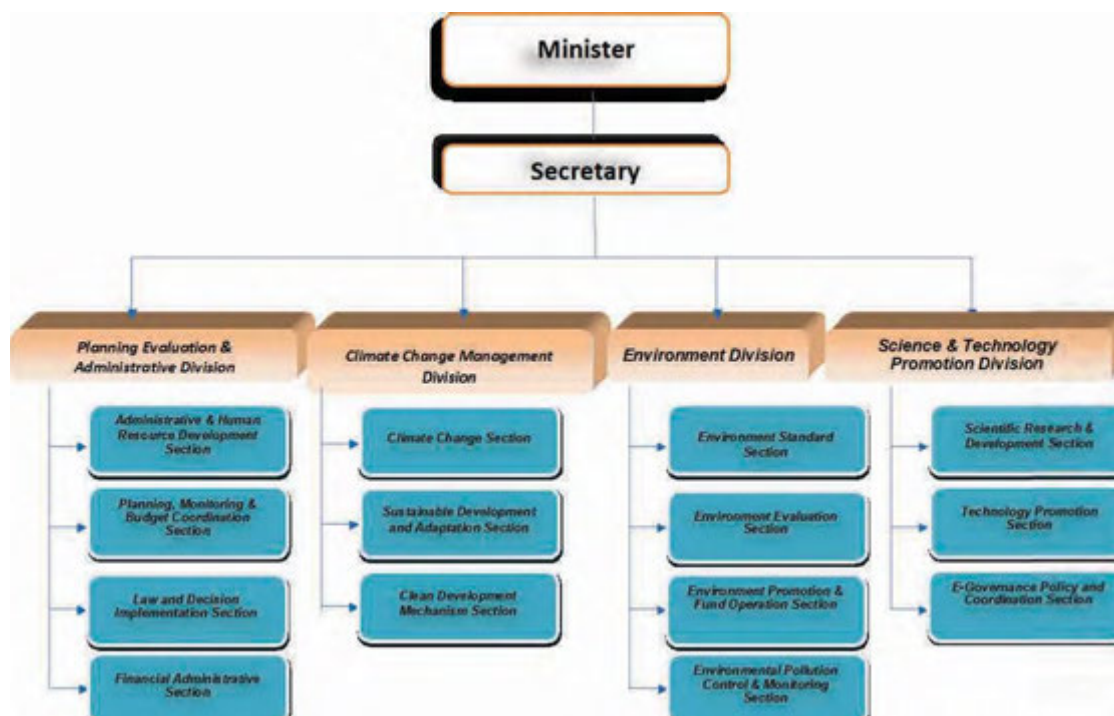 Minister
Secretary
Planning Evaluation &
Administrative Division
Administrative & Human
Resource Development
Section
Planning, Monitoring &
Budget Coordination
Section
Law and Decision
Implementation Section
Financial Administrative
Section
Climate Change Management
Division
Climate Change Section
Sustainable Development
and Adaptation Section
Clean Development
Mechanism Section
Environment Division
Environment Standard
Section
Environment Evaluation
Section
Environment Promotion &
Fund Operation Section
Environmental Pollution
Control & Monitoring
Section
Science & Technology
Promotion Division
Scientific Research &
Development Section
Technology Promotion
Section
E-Governance Policy and
Coordination Section